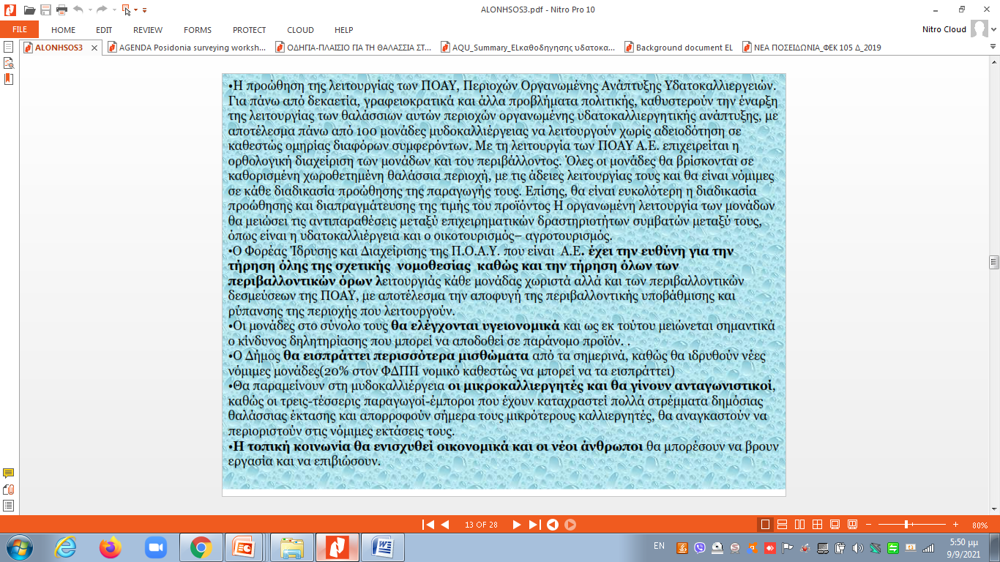 ALONHSOS3.pdf - Nitro Pro 10
FILE HOME EDIT REVIEW FORMS PROTECT CLOUD HELP Nitro Cloud
ALONHSOS3 AGENDA Posidonia surveying worksh... ΟΔΗΓΙΑ-ΠΛΑΙΣΙΟ ΓΙΑ ΤΗ ΘΑΛΑΣΣΙΑ ΣΤ... AQU_Summary_ELκαθοδηγησης υδατοκα... Background document EL ΝΕΑ ΠΟΣΕΙΔΩΝΙΑ_ΦΕΚ 105 Δ_2019
•Η προώθηση της λειτουργίας των ΠΟΑΥ, Περιοχών Οργανωμένης Ανάπτυξης Υδατοκαλλιεργειών.
Για πάνω από δεκαετία, γραφειοκρατικά και άλλα προβλήματα πολιτικής, καθυστερούν την έναρξη
της λειτουργίας των θαλάσσιων αυτών περιοχών οργανωμένης υδατοκαλλιεργητικής ανάπτυξης, με
αποτέλεσμα πάνω από 100 μονάδες μυδοκαλλιέργειας να λειτουργούν χωρίς αδειοδότηση σε
καθεστώς ομηρίας διαφόρων συμφερόντων. Με τη λειτουργία των ΠΟΑΥ Α.Ε. επιχειρείται η
ορθολογική διαχείριση των μονάδων και του περιβάλλοντος. Όλες οι μονάδες θα βρίσκονται σε
καθορισμένη χωροθετημένη θαλάσσια περιοχή, με τις άδειες λειτουργίας τους και θα είναι νόμιμες
σε κάθε διαδικασία προώθησης της παραγωγής τους. Επίσης, θα είναι ευκολότερη η διαδικασία
προώθησης και διαπραγμάτευσης της τιμής του προϊόντος Η οργανωμένη λειτουργία των μονάδων
θα μειώσει τις αντιπαραθέσεις μεταξύ επιχειρηματικών δραστηριοτήτων συμβατών μεταξύ τους,
όπως είναι η υδατοκαλλιέργεια και ο οικοτουρισμός– αγροτουρισμός.
•Ο Φορέας Ίδρυσης και Διαχείρισης της Π.Ο.Α.Υ. που είναι Α.Ε. έχει την ευθύνη για την
τήρηση όλης της σχετικής νομοθεσίας καθώς και την τήρηση όλων των
περιβαλλοντικών όρων λειτουργιάς κάθε μονάδας χωριστά αλλά και των περιβαλλοντικών
δεσμεύσεων της ΠΟΑΥ, με αποτέλεσμα την αποφυγή της περιβαλλοντικής υποβάθμισης και
ρύπανσης της περιοχής που λειτουργούν.
•Οι μονάδες στο σύνολο τους θα ελέγχονται υγειονομικά και ως εκ τούτου μειώνεται σημαντικά
ο κίνδυνος δηλητηρίασης που μπορεί να αποδοθεί σε παράνομο προϊόν. .
•Ο Δήμος θα εισπράττει περισσότερα μισθώματα από τα σημερινά, καθώς θα ιδρυθούν νέες
νόμιμες μονάδες(20% στον ΦΔΠΠ νομικό καθεστώς να μπορεί να τα εισπράττει)
•Θα παραμείνουν στη μυδοκαλλιέργεια οι μικροκαλλιεργητές και θα γίνουν ανταγωνιστικοί,
καθώς οι τρεις-τέσσερις παραγωγοί-έμποροι που έχουν καταχραστεί πολλά στρέμματα δημόσιας
θαλάσσιας έκτασης και απορροφούν σήμερα τους μικρότερους καλλιεργητές, θα αναγκαστούν να
περιοριστούν στις νόμιμες εκτάσεις τους.
•Η τοπική κοινωνία θα ενισχυθεί οικονομικά και οι νέοι άνθρωποι θα μπορέσουν να βρουν
εργασία και να επιβιώσουν.
13 OF 28 80%
EN 5:50 μμ
9/9/2021